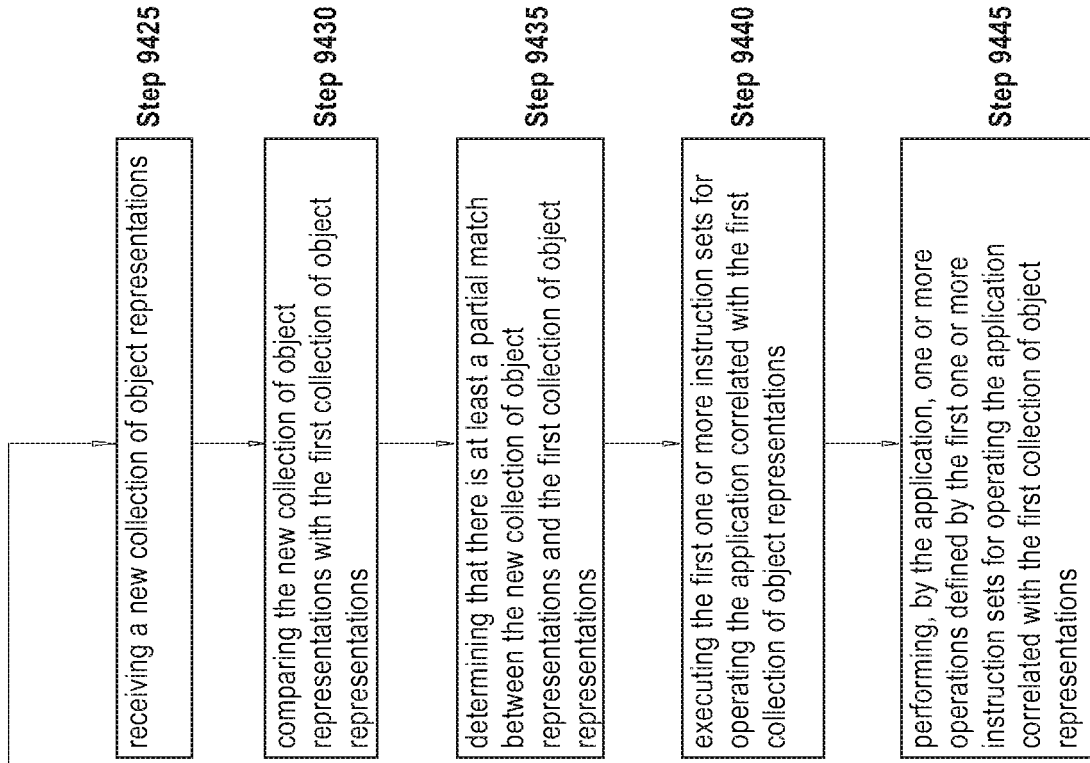 receiving a new collection of object representations
Step 9425
comparing the new collection of object
representations with the first collection of object
representations
Step 9430
determining that there is at least a partial match
between the new collection of object
representations and the first collection of object
representations
Step 9435
executing the first one or more instruction sets for
operating the application correlated with the first
collection of object representations
Step 9440
performing, by the application, one or more
operations defined by the first one or more
instruction sets for operating the application
correlated with the first collection of object
representations
Step 9445